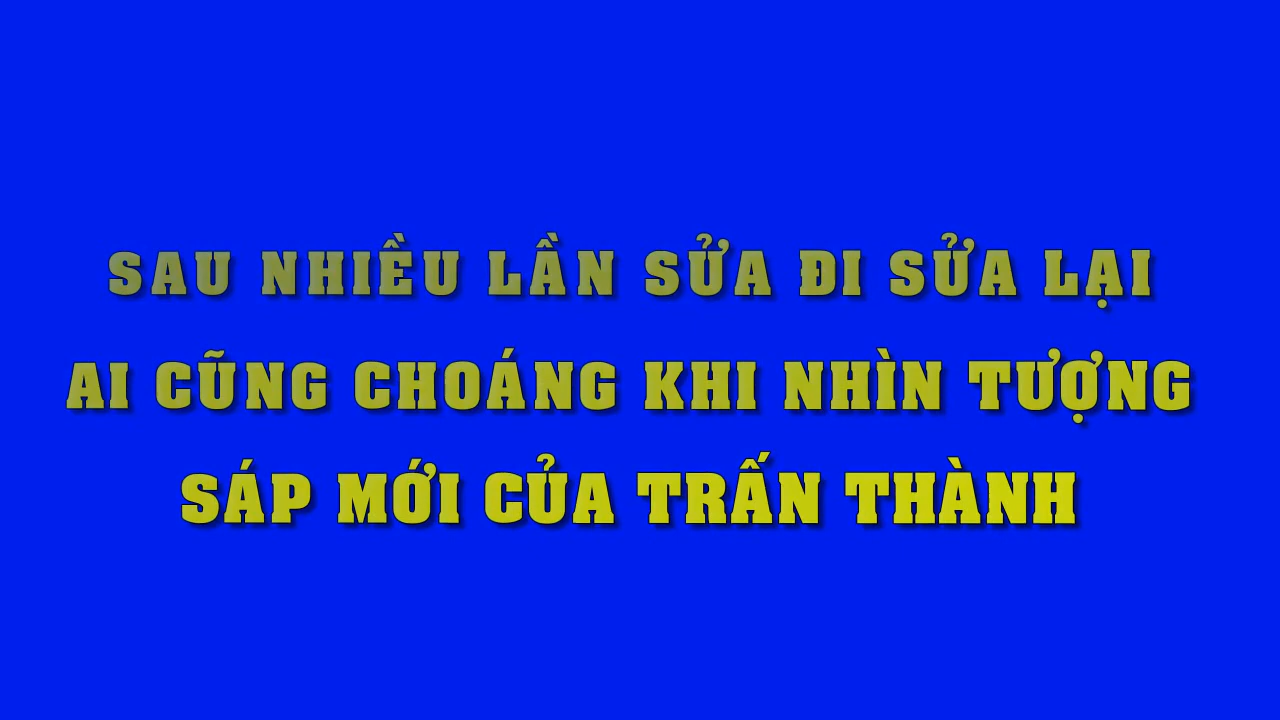 SAU NHIỀU LẦN SỬA ĐI SỬA LẠI
AI CŨNG CHOÁNG KHI NHÌN TƯỢNG
SÁP MỚI CỦA TRẤN THÀNH